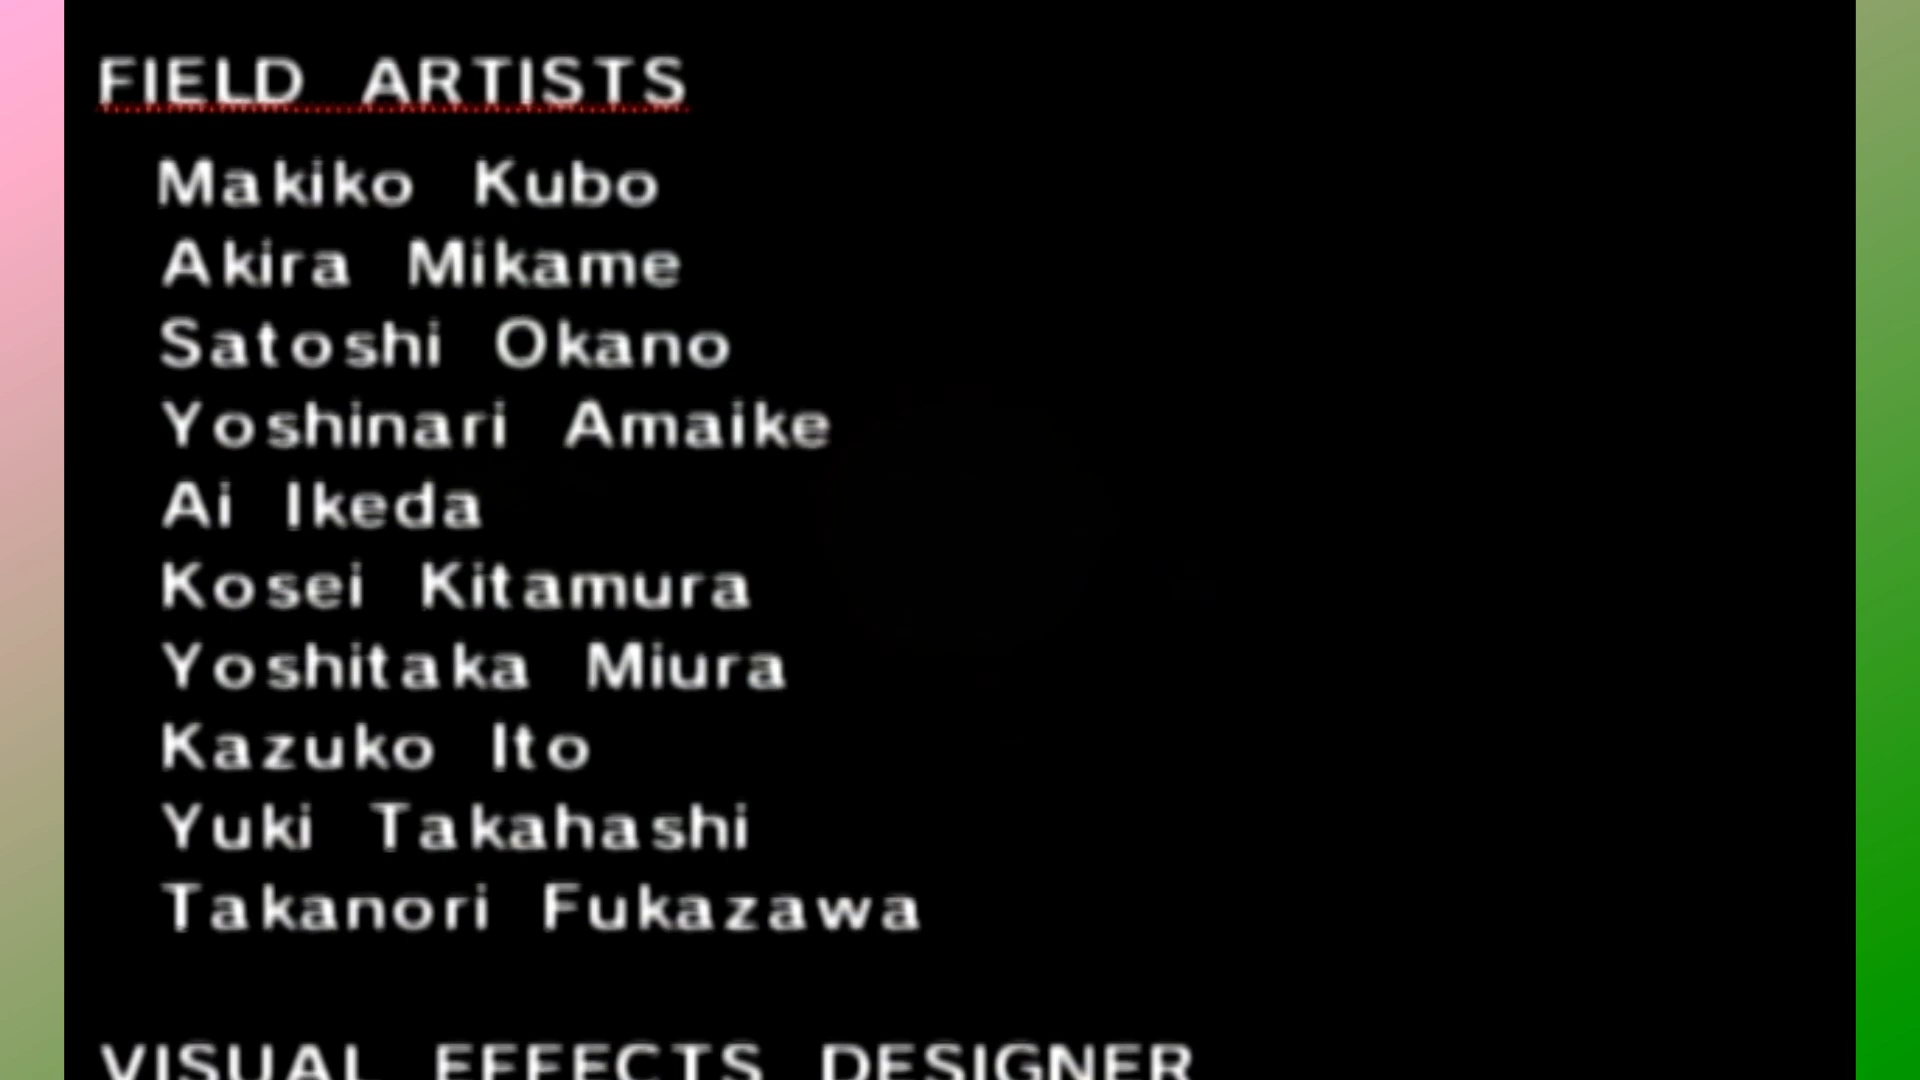 FIELD ARTISTS
Makiko Kubo
Akira Mikame
Satoshi Okano
Yoshinari Amaike
Ai Ikeda
Kosei Kitamura
Yoshitaka Miura
Kazuko Ito
Yuki Takahashi
Takanori Fukazawa
VISUAL EFFECTS DESIGNER